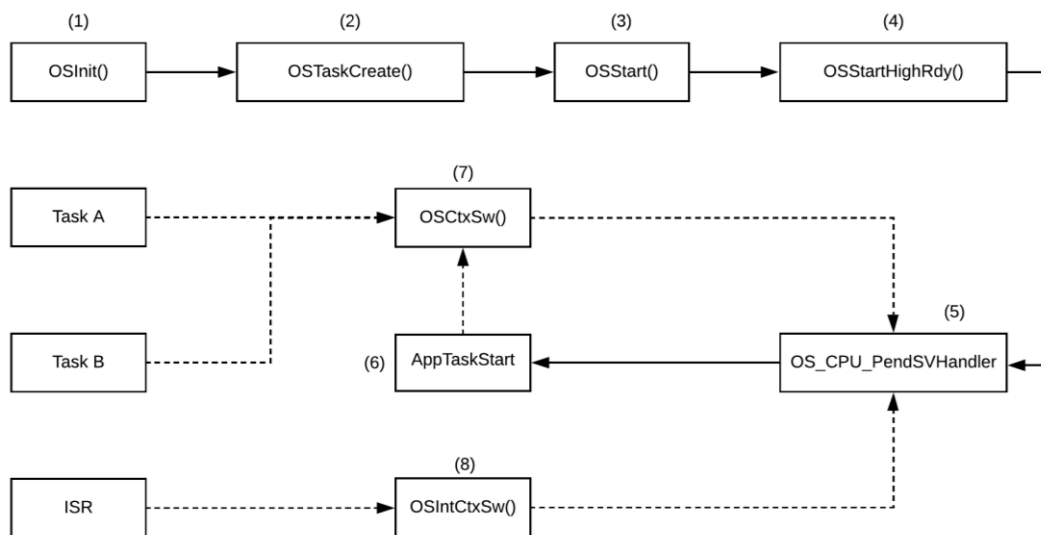 (1)
(2)
(3)
(4)
OSInit()
OSTaskCreate()
OSStart()
OSStartHighRdy()
(7)
Task A
OSCtxSw()
(5)
Task B
(6)
AppTaskStart
OS_CPU_PendSVHandler
(8)
ISR
OSIntCtxSw()